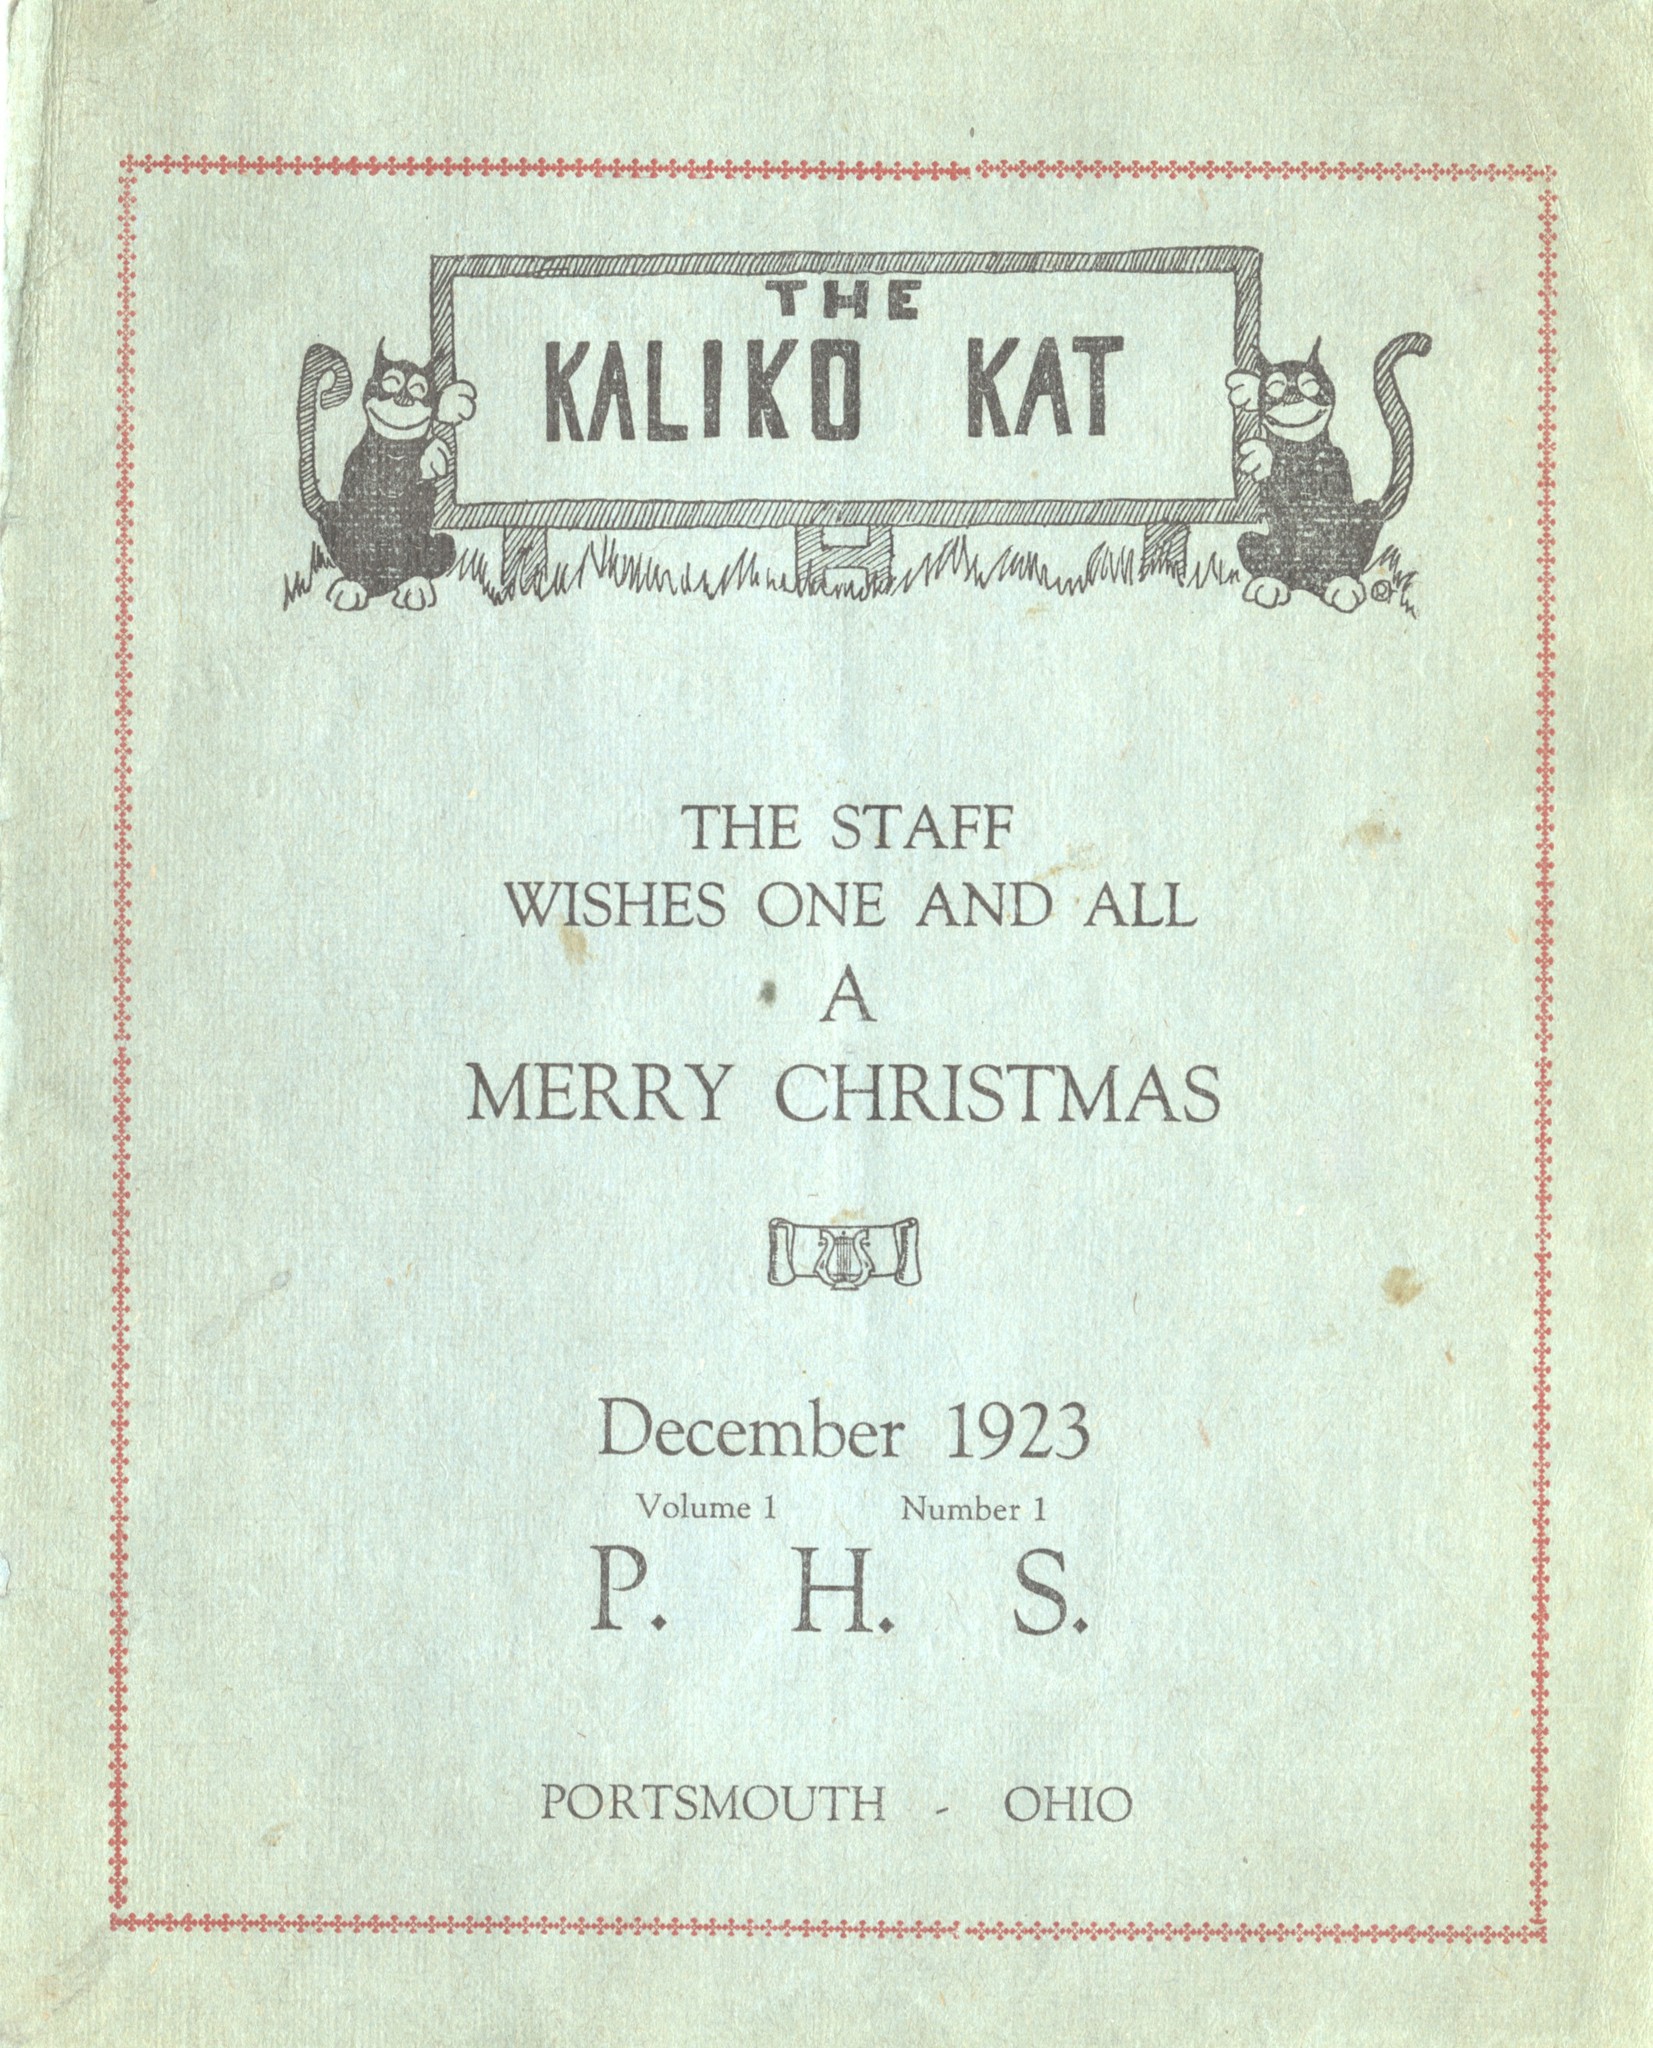 THE
KALIKO KAT
THE STAFF
WISHES ONE AND ALL
A
MERRY CHRISTMAS
December 1923
Volume 1 Number 1
P. H. S.
PORTSMOUTH - OHIO